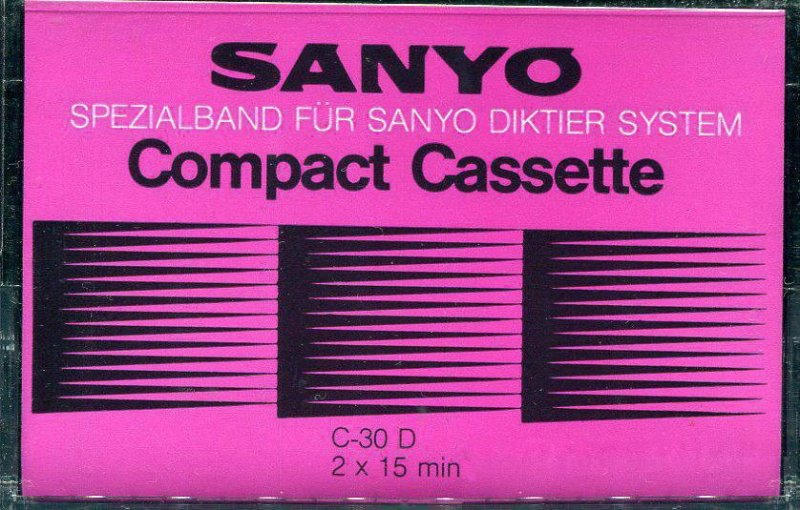 SANYO
SPEZIALBAND FÜR SANYO DIKTIER SYSTEM
Compact Cassette
C-30 D
2 x 15 min